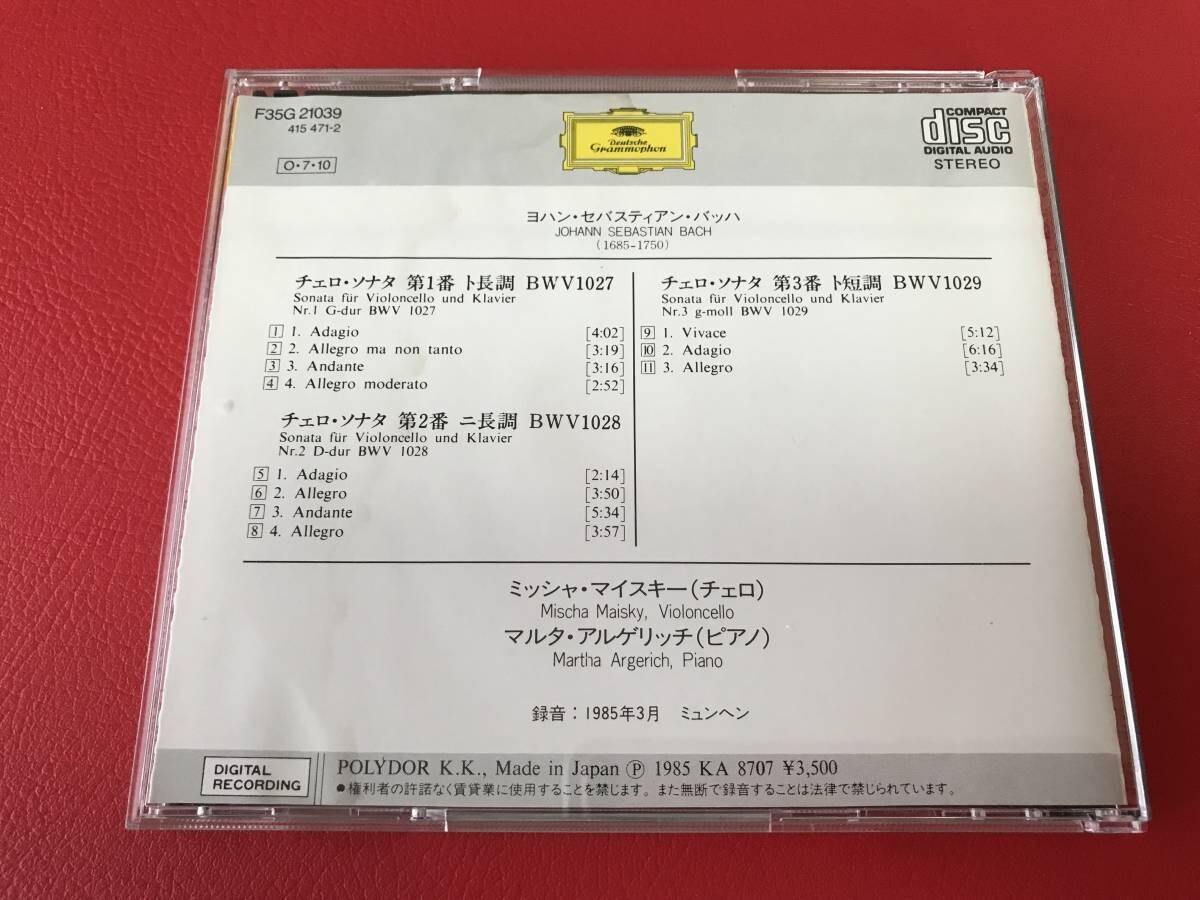 F35G 21039
415 471-2
O・7・10
Deutsche
Grammophon
COMPACT
disc
DIGITAL AUDIO
STEREO
ヨハン・セバスティアン・バッハ
JOHANN SEBASTIAN BACH
(1685-1750)
チェロ・ソナタ 第1番 ト長調 BWV1027
Sonata für Violoncello und Klavier
Nr.1 G-dur BWV 1027
1 1. Adagio [4:02]
2 2. Allegro ma non tanto [3:19]
3 3. Andante [3:16]
4 4. Allegro moderato [2:52]
チェロ・ソナタ 第2番 ニ長調 BWV1028
Sonata für Violoncello und Klavier
Nr.2 D-dur BWV 1028
5 1. Adagio [2:14]
6 2. Allegro [3:50]
7 3. Andante [5:34]
8 4. Allegro [3:57]
チェロ・ソナタ 第3番 ト短調 BWV1029
Sonata für Violoncello und Klavier
Nr.3 g-moll BWV 1029
9 1. Vivace [5:12]
10 2. Adagio [6:16]
11 3. Allegro [3:34]
ミッシャ・マイスキー(チェロ)
Mischa Maisky, Violoncello
マルタ・アルゲリッチ(ピアノ)
Martha Argerich, Piano
録音：1985年3月 ミュンヘン
DIGITAL
RECORDING
POLYDOR K.K., Made in Japan Ⓟ 1985 KA 8707 ¥3,500
●権利者の許諾なく賃貸業に使用することを禁じます。また無断で録音することは法律で禁じられています。